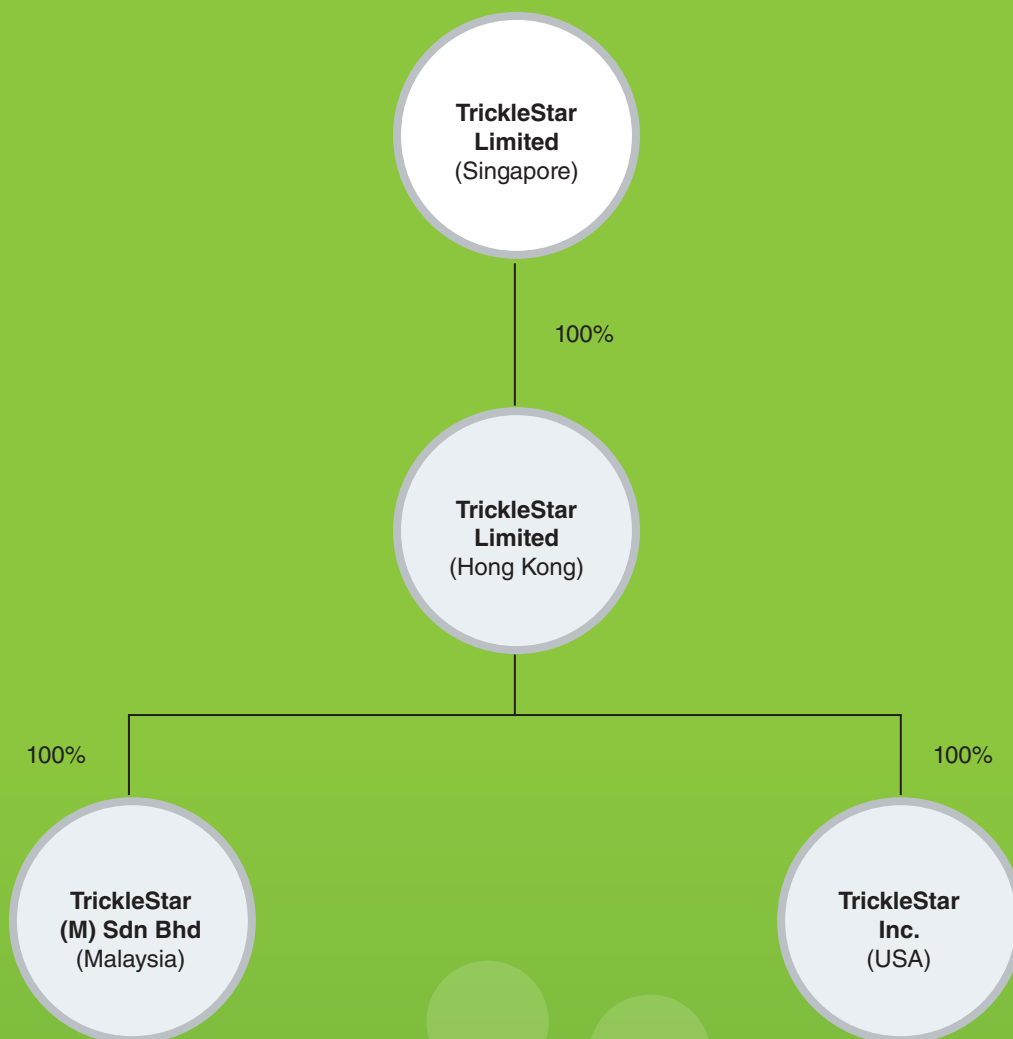 TrickleStar
Limited
(Singapore)
100%
TrickleStar
Limited
(Hong Kong)
100%
100%
TrickleStar
(M) Sdn Bhd
(Malaysia)
TrickleStar
Inc.
(USA)